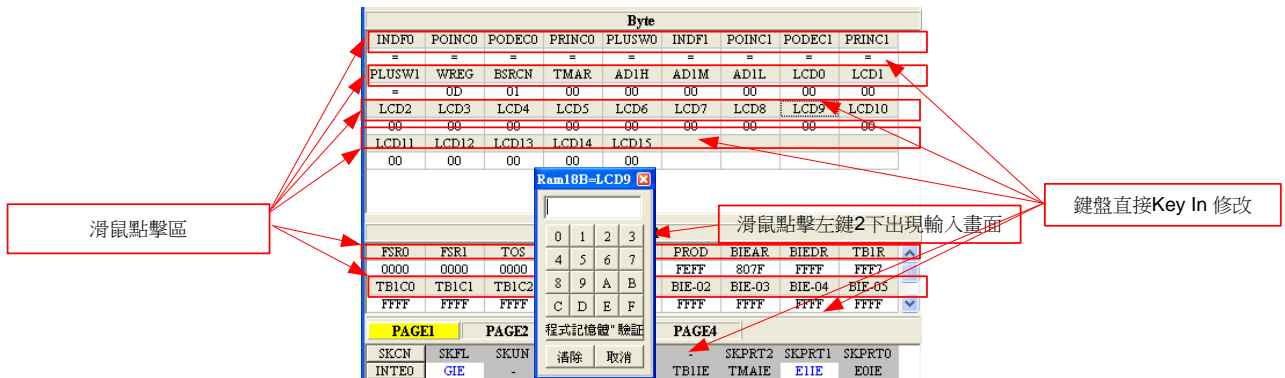 Byte
INDF0 POINC0 PODEC0 PRINC0 PLUSW0 INDF1 POINC1 PODEC1 PRINC1
= = = = = = = = =
PLUSW1 WREG BSRCN TMAR AD1H AD1M AD1L LCD0 LCD1
= 0D 01 00 00 00 00 00 00
LCD2 LCD3 LCD4 LCD5 LCD6 LCD7 LCD8 LCD9 LCD10
00 00 00 00 00 00 00 00 00
LCD11 LCD12 LCD13 LCD14 LCD15
00 00 00 00 00
Ram18B=LCD9
滑鼠點擊區
鍵盤直接Key In 修改
滑鼠點擊左鍵2下出現輸入畫面
0 1 2 3
4 5 6 7
8 9 A B
C D E F
程式記憶體" 驗証
清除 取消
FSR0 FSR1 TOS PROD BIEAR BIEDR TB1R
0000 0000 0000 FEFF 807F FFFF FFF7
TB1C0 TB1C1 TB1C2 BIE-02 BIE-03 BIE-04 BIE-05
FFFF FFFF FFFF FFFF FFFF FFFF FFFF
PAGE1 PAGE2 PAGE4
SKCN SKFL SKUN - SKPRT2 SKPRT1 SKPRT0
INTE0 GIE - TB1IE TMAIE E1IE E0IE